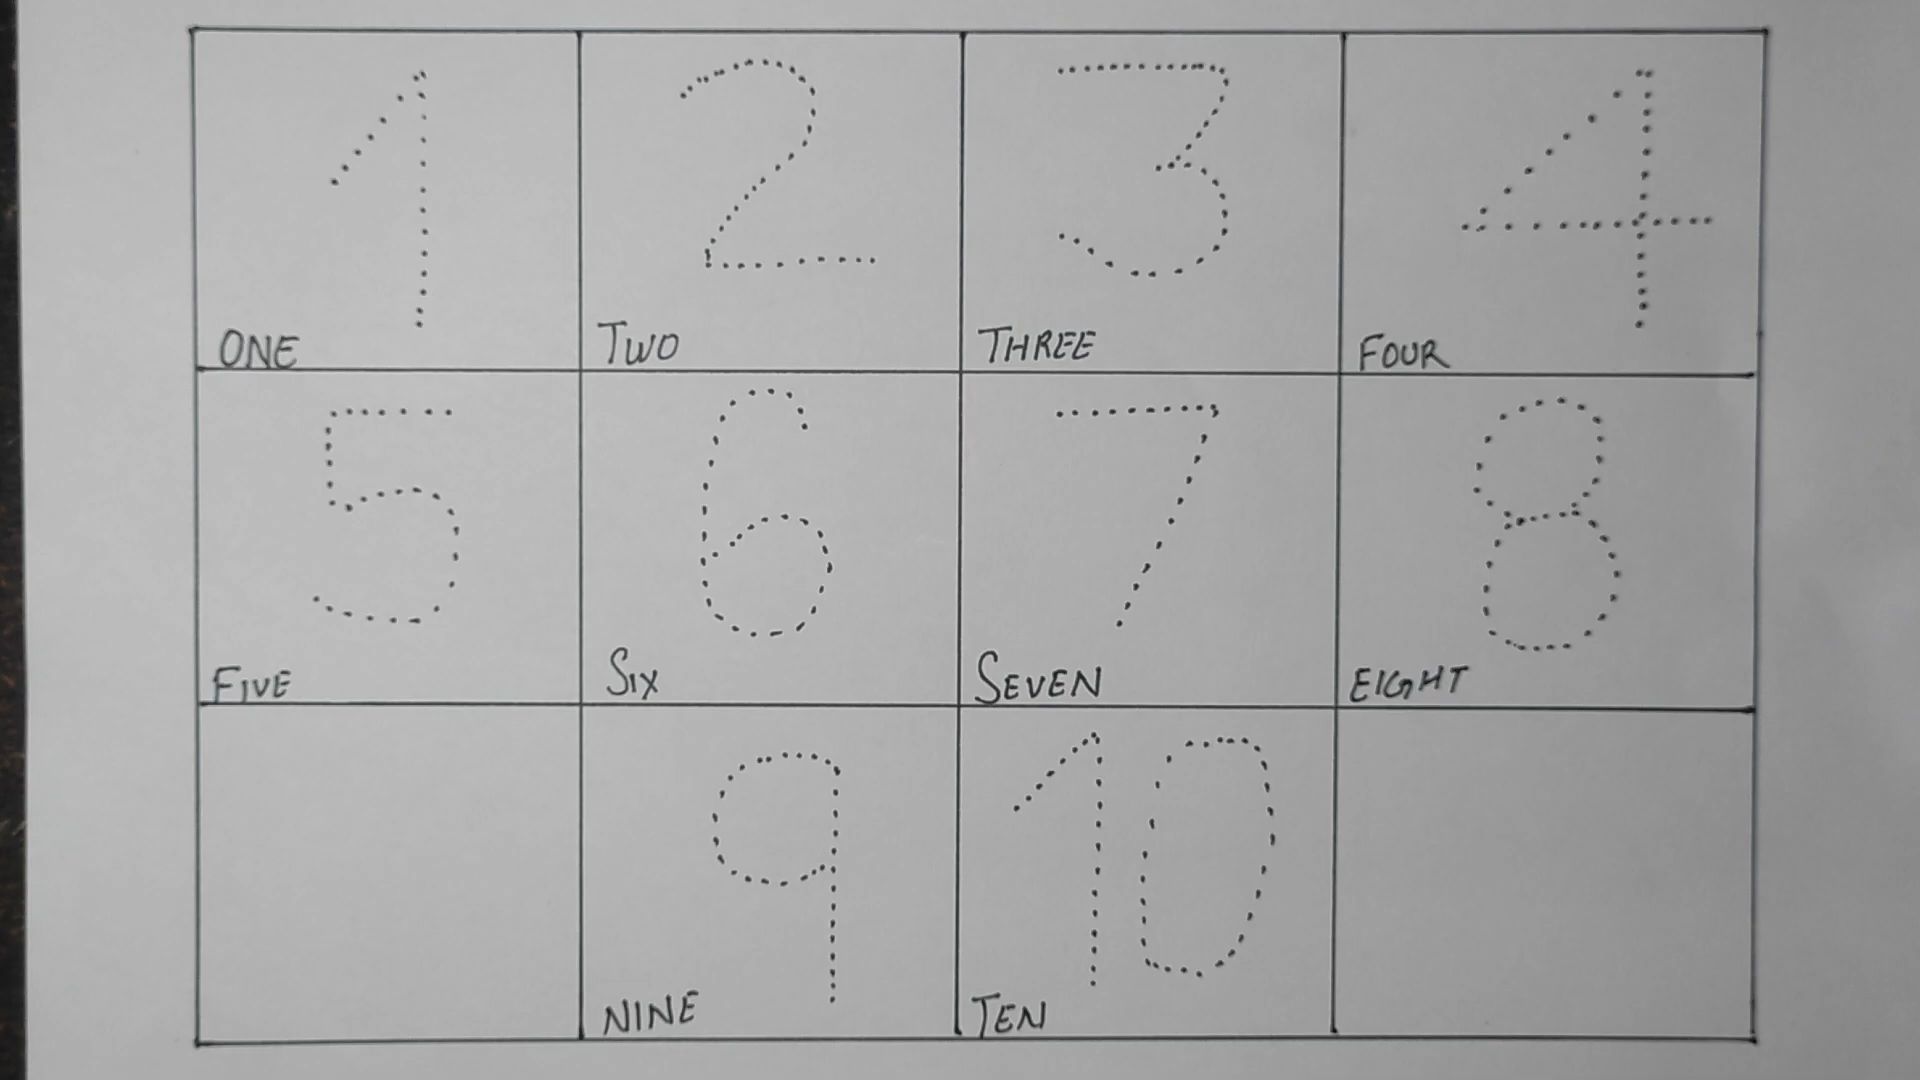 1 2 3 4
ONE TWO THREE FOUR
5 6 7 8
FIVE SIX SEVEN EIGHT
9 10
NINE TEN